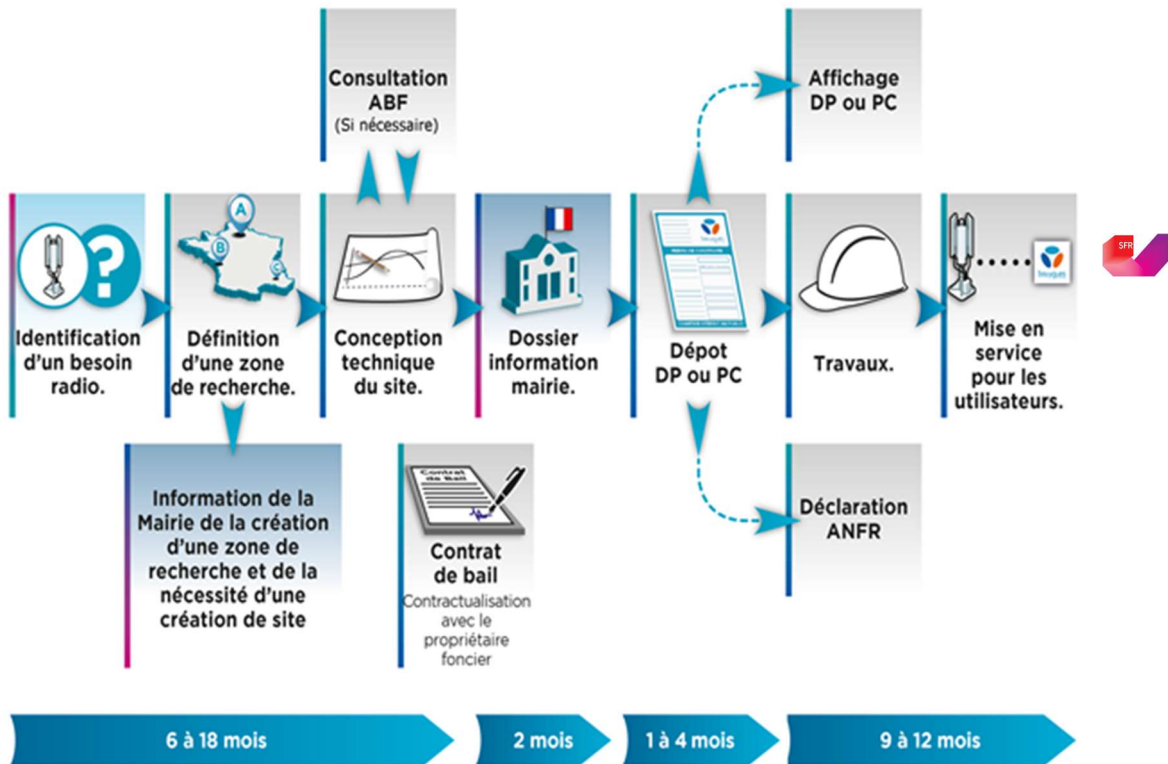 Consultation
ABF
(Si nécessaire)
Affichage
DP ou PC
A
B
C
Identification
d'un besoin
radio.
Définition
d'une zone
de recherche.
Conception
technique
du site.
Dossier
information
mairie.
Dépot
DP ou PC
Travaux.
Mise en
service
pour les
utilisateurs.
SFR
Information de la
Mairie de la création
d'une zone de
recherche et de la
nécessité d'une
création de site
Contrat
de Bail
Contrat
de bail
Contractualisation
avec le
propriétaire
foncier
Déclaration
ANFR
6 à 18 mois
2 mois
1 à 4 mois
9 à 12 mois